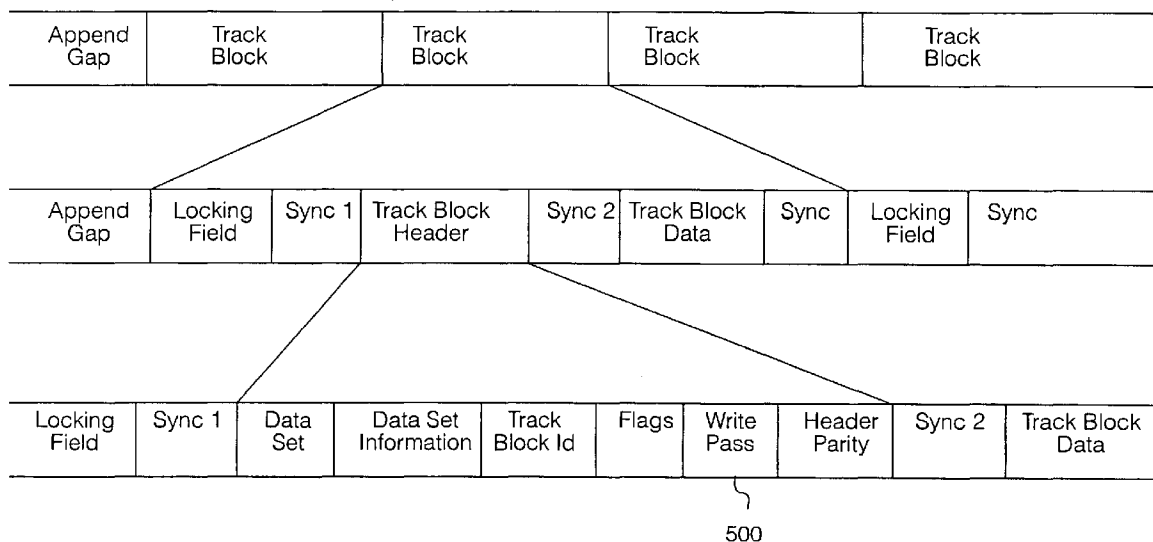 Append Track Track Track Track
Gap Block Block Block Block
Append Locking Sync 1 Track Block Sync 2 Track Block Sync Locking Sync
Gap Field Header Data Field
Locking Sync 1 Data Data Set Track Flags Write Header Sync 2 Track Block
Field Set Information Block Id Pass Parity Data
500